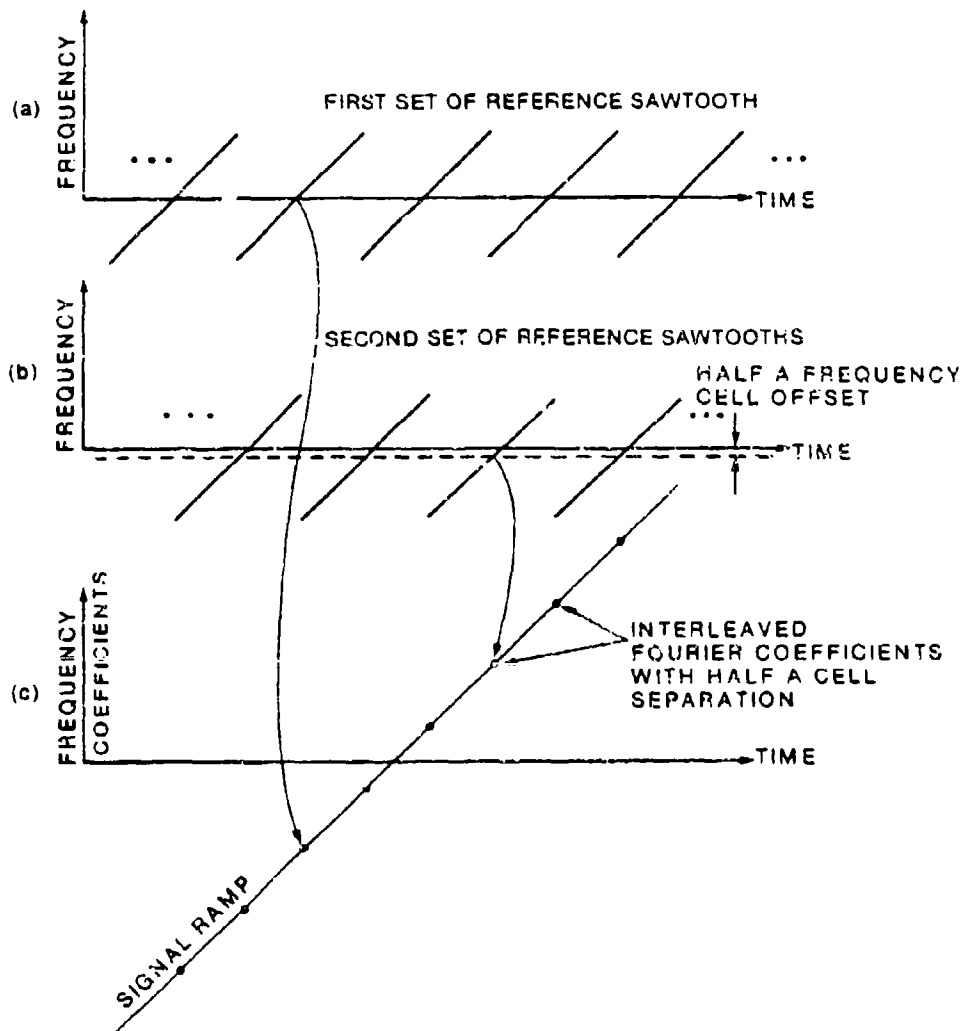 (a)
FREQUENCY
FIRST SET OF REFERENCE SAWTOOTH
• • •
• • •
TIME
(b)
FREQUENCY
SECOND SET OF REFERENCE SAWTOOTHS
HALF A FREQUENCY
CELL OFFSET
• • •
• • •
TIME
(c)
FREQUENCY
COEFFICIENTS
INTERLEAVED
FOURIER COEFFICIENTS
WITH HALF A CELL
SEPARATION
TIME
SIGNAL RAMP